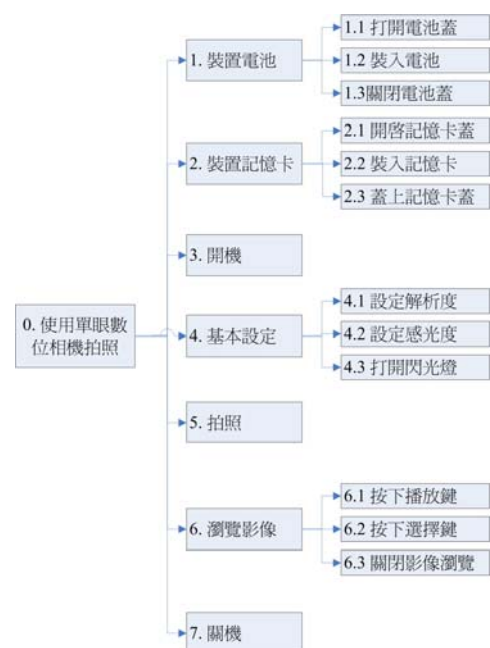 0. 使用單眼數
位相機拍照
1. 裝置電池
1.1 打開電池蓋
1.2 裝入電池
1.3關閉電池蓋
2. 裝置記憶卡
2.1 開啓記憶卡蓋
2.2 裝入記憶卡
2.3 蓋上記憶卡蓋
3. 開機
4. 基本設定
4.1 設定解析度
4.2 設定感光度
4.3 打開閃光燈
5. 拍照
6. 瀏覽影像
6.1 按下播放鍵
6.2 按下選擇鍵
6.3 關閉影像瀏覽
7. 關機